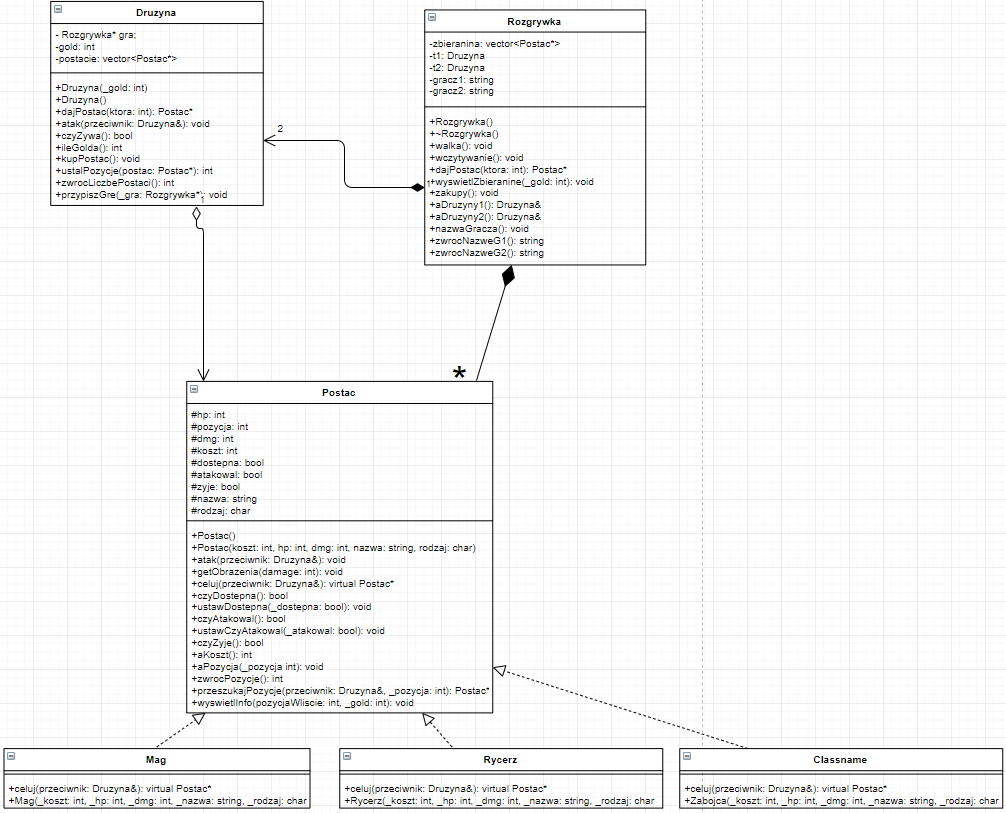 Druzyna
- Rozgrywka* gra;
-gold: int
-postacie: vector<Postac*>
+Druzyna(_gold: int)
+Druzyna()
+dajPostac(ktora: int): Postac*
+atak(przeciwnik: Druzyna&): void
+czyZywa(): bool
+ileGolda(): int
+kupPostac(): void
+ustalPozycje(postac: Postac*): int
+zwrocLiczbePostaci(): int
+przypiszGre(_gra: Rozgrywka*): void
1
2
Rozgrywka
-zbieranina: vector<Postac*>
-t1: Druzyna
-t2: Druzyna
-gracz1: string
-gracz2: string
+Rozgrywka()
+~Rozgrywka()
+walka(): void
+wczytywanie(): void
+dajPostac(ktora: int): Postac*
1
+wyswietlZbieranine(_gold: int): void
+zakupy(): void
+aDruzyny1(): Druzyna&
+aDruzyny2(): Druzyna&
+nazwaGracza(): void
+zwrocNazweG1(): string
+zwrocNazweG2(): string
*
Postac
#hp: int
#pozycja: int
#dmg: int
#koszt: int
#dostepna: bool
#atakowal: bool
#zyje: bool
#nazwa: string
#rodzaj: char
+Postac()
+Postac(koszt: int, hp: int, dmg: int, nazwa: string, rodzaj: char)
+atak(przeciwnik: Druzyna&): void
+getObrazenia(damage: int): void
+celuj(przeciwnik: Druzyna&): virtual Postac*
+czyDostepna(): bool
+ustawDostepna(_dostepna: bool): void
+czyAtakowal(): bool
+ustawCzyAtakowal(_atakowal: bool): void
+czyZyje(): bool
+aKoszt(): int
+aPozycja(_pozycja int): void
+zwrocPozycje(): int
+przeszukajPozycje(przeciwnik: Druzyna&, _pozycja: int): Postac*
+wyswietlInfo(pozycjaWliscie: int, _gold: int): void
Mag
+celuj(przeciwnik: Druzyna&): virtual Postac*
+Mag(_koszt: int, _hp: int, _dmg: int, _nazwa: string, _rodzaj: char
Rycerz
+celuj(przeciwnik: Druzyna&): virtual Postac*
+Rycerz(_koszt: int, _hp: int, _dmg: int, _nazwa: string, _rodzaj: char
Classname
+celuj(przeciwnik: Druzyna&): virtual Postac*
+Zabojca(_koszt: int, _hp: int, _dmg: int, _nazwa: string, _rodzaj: char